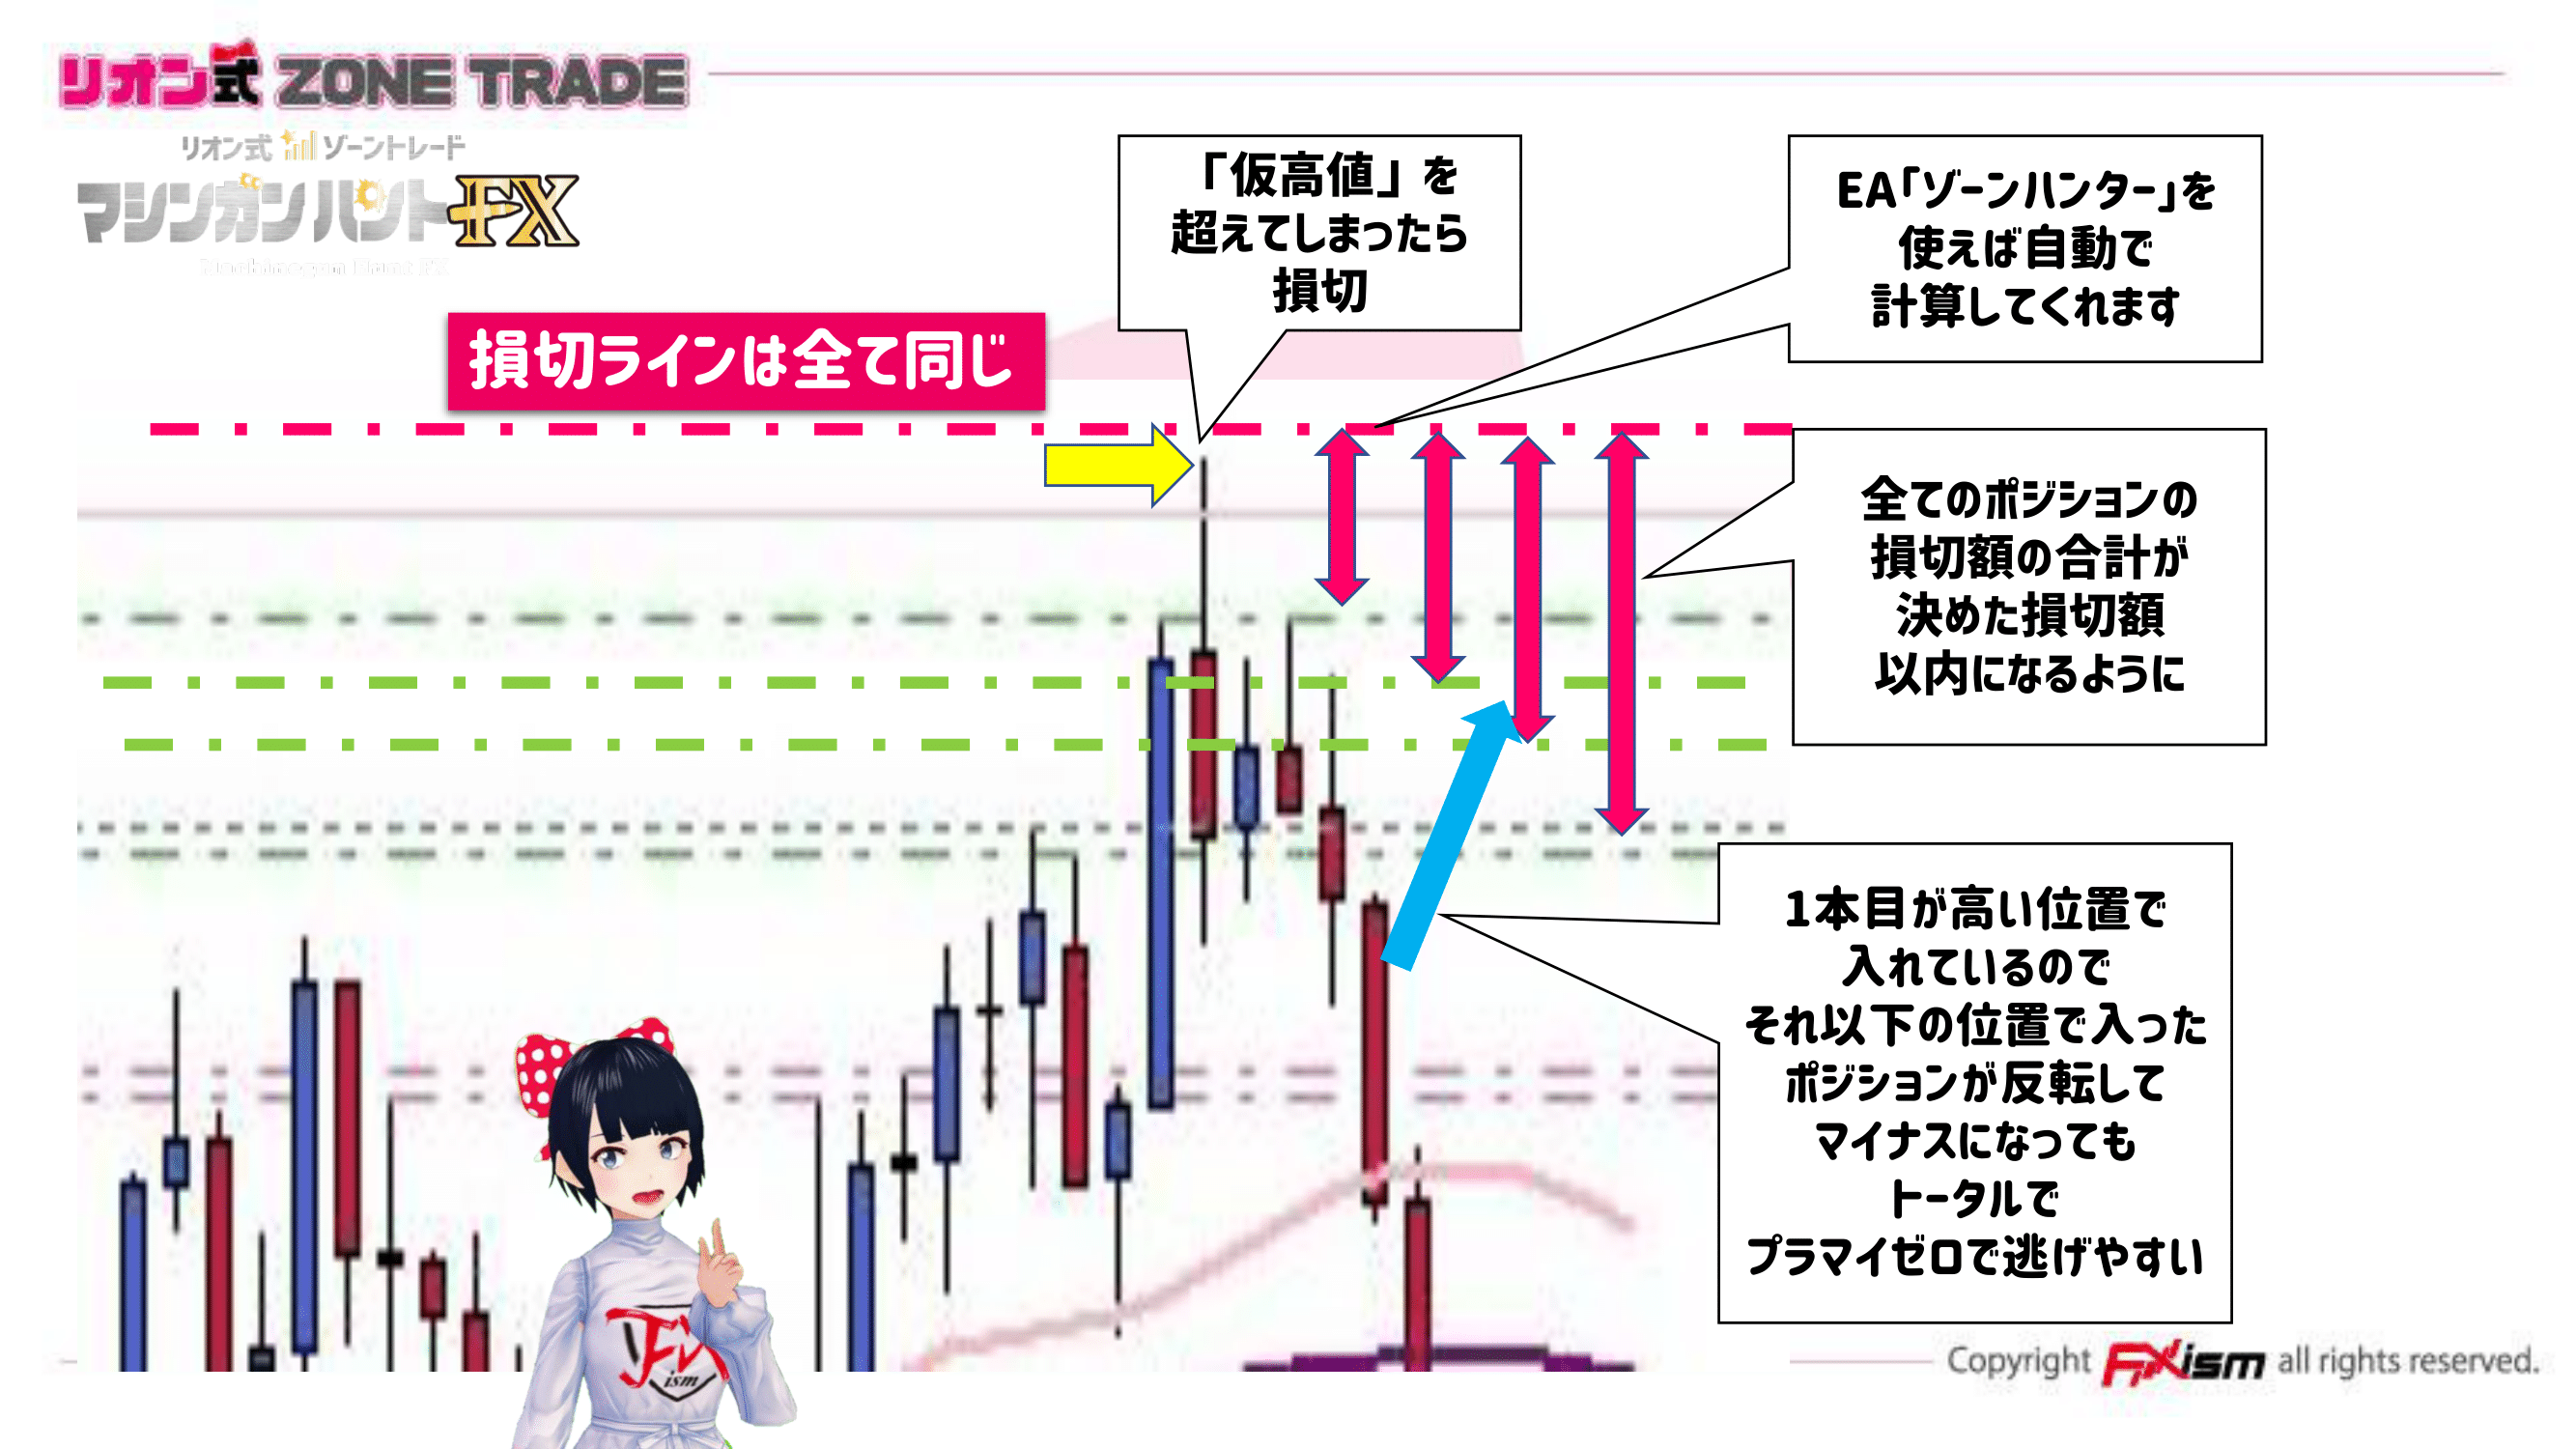 リオン式 ZONE TRADE
リオン式 ゾーントレード
マシンガンハントFX
Machinegun Hunt FX
「仮高値」を
超えてしまったら
損切
EA「ゾーンハンター」を
使えば自動で
計算してくれます
損切ラインは全て同じ
全てのポジションの
損切額の合計が
決めた損切額
以内になるように
1本目が高い位置で
入れているので
それ以下の位置で入った
ポジションが反転して
マイナスになっても
トータルで
プラマイゼロで逃げやすい
FX
ism
Copyright FXism all rights reserved.